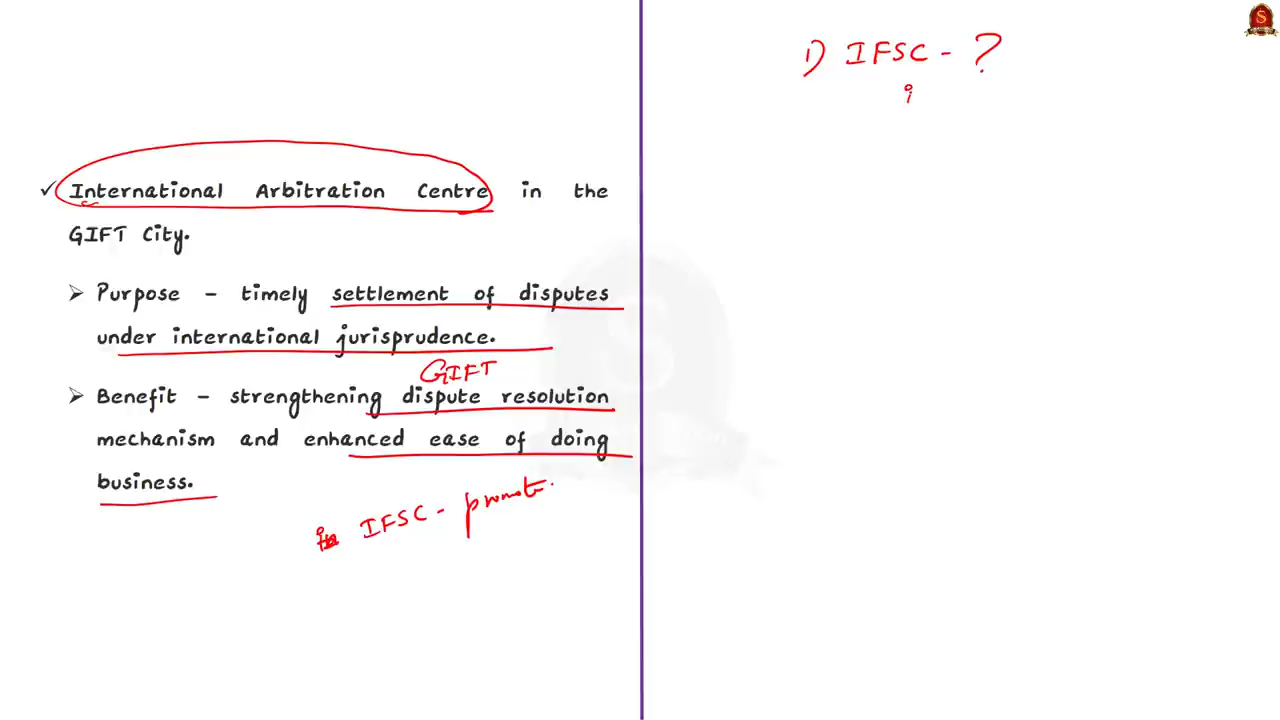 ✓ International Arbitration Centre in the
GIFT City.
➢ Purpose – timely settlement of disputes
under international jurisprudence.
GIFT
➢ Benefit – strengthening dispute resolution
mechanism and enhanced ease of doing
business.
IFSC - promote.
1) IFSC - ?
i